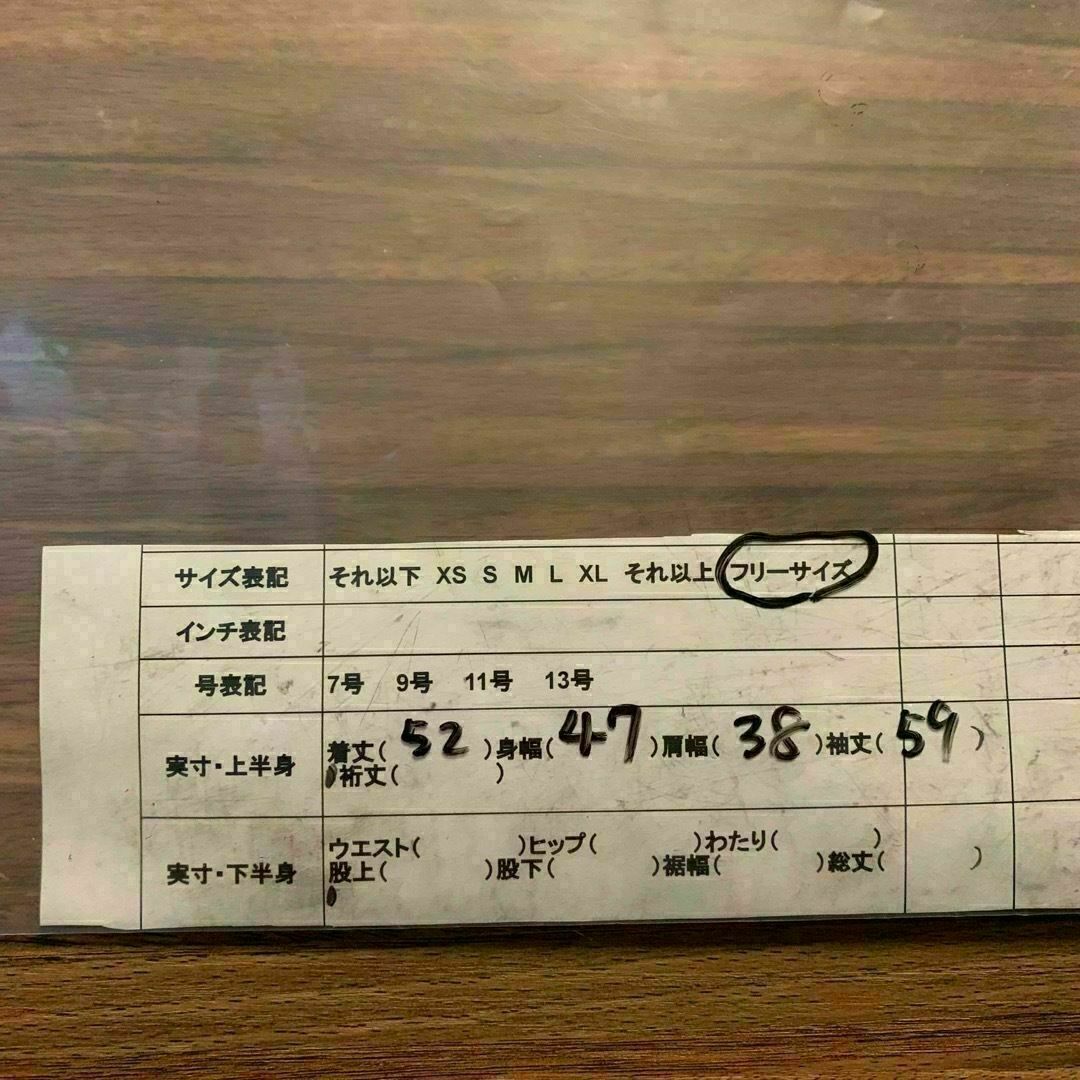 サイズ表記 それ以下 XS S M L XL それ以上 フリーサイズ
インチ表記
号表記 7号 9号 11号 13号
実寸・上半身 着丈( 52 )身幅( 47 )肩幅( 38 )袖丈( 59 )
裄丈( )
実寸・下半身 ウエスト( )ヒップ( )わたり( )
股上( )股下( )裾幅( )総丈( )